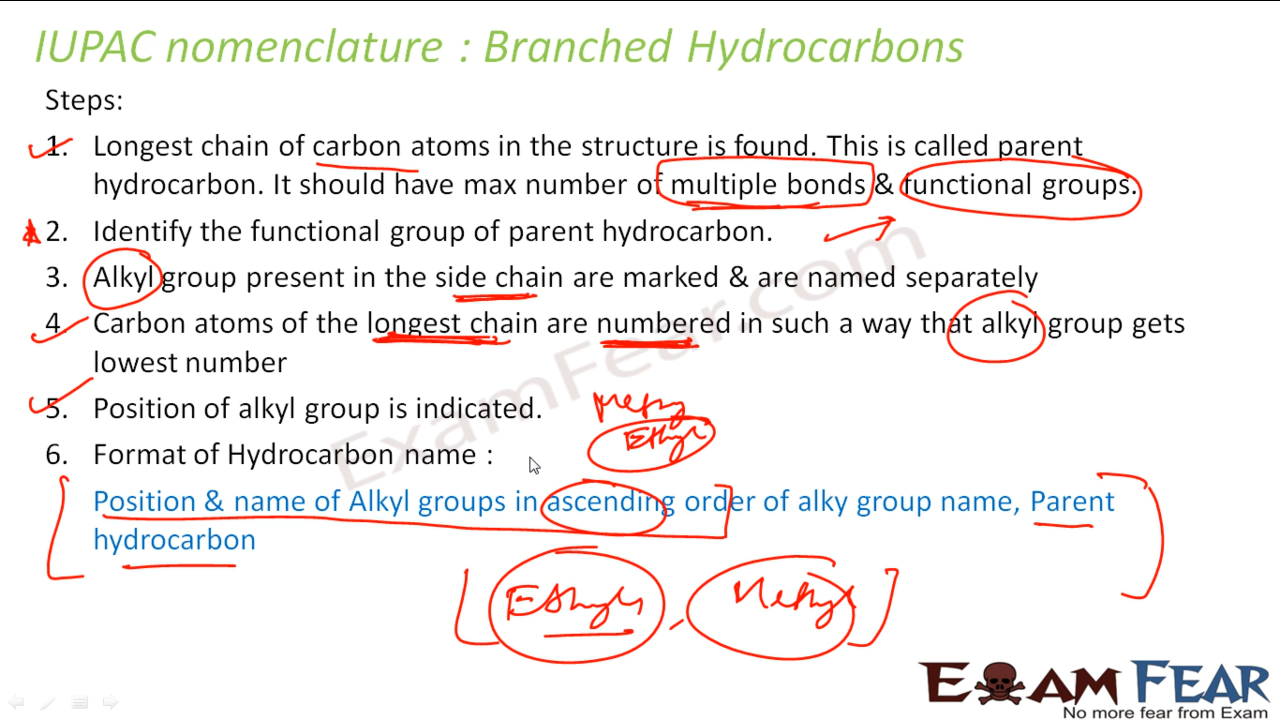 IUPAC nomenclature : Branched Hydrocarbons
Steps:
1. Longest chain of carbon atoms in the structure is found. This is called parent
hydrocarbon. It should have max number of multiple bonds & functional groups.
2. Identify the functional group of parent hydrocarbon.
3. Alkyl group present in the side chain are marked & are named separately
4. Carbon atoms of the longest chain are numbered in such a way that alkyl group gets
lowest number
5. Position of alkyl group is indicated.
Methy
Ethyl
6. Format of Hydrocarbon name :
Position & name of Alkyl groups in ascending order of alky group name, Parent
hydrocarbon
Ethyl , Methyl
ExamFear.com
EXAM FEAR
No more fear from Exam